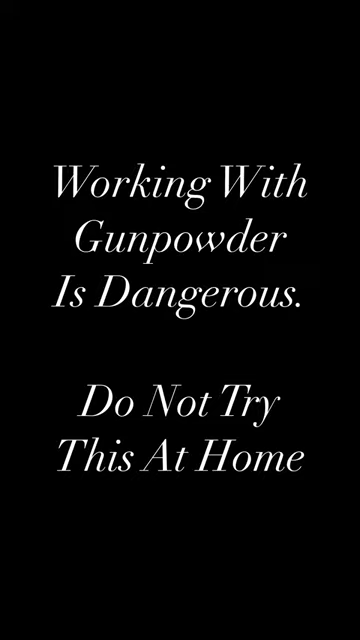 Working With
Gunpowder
Is Dangerous.
Do Not Try
This At Home